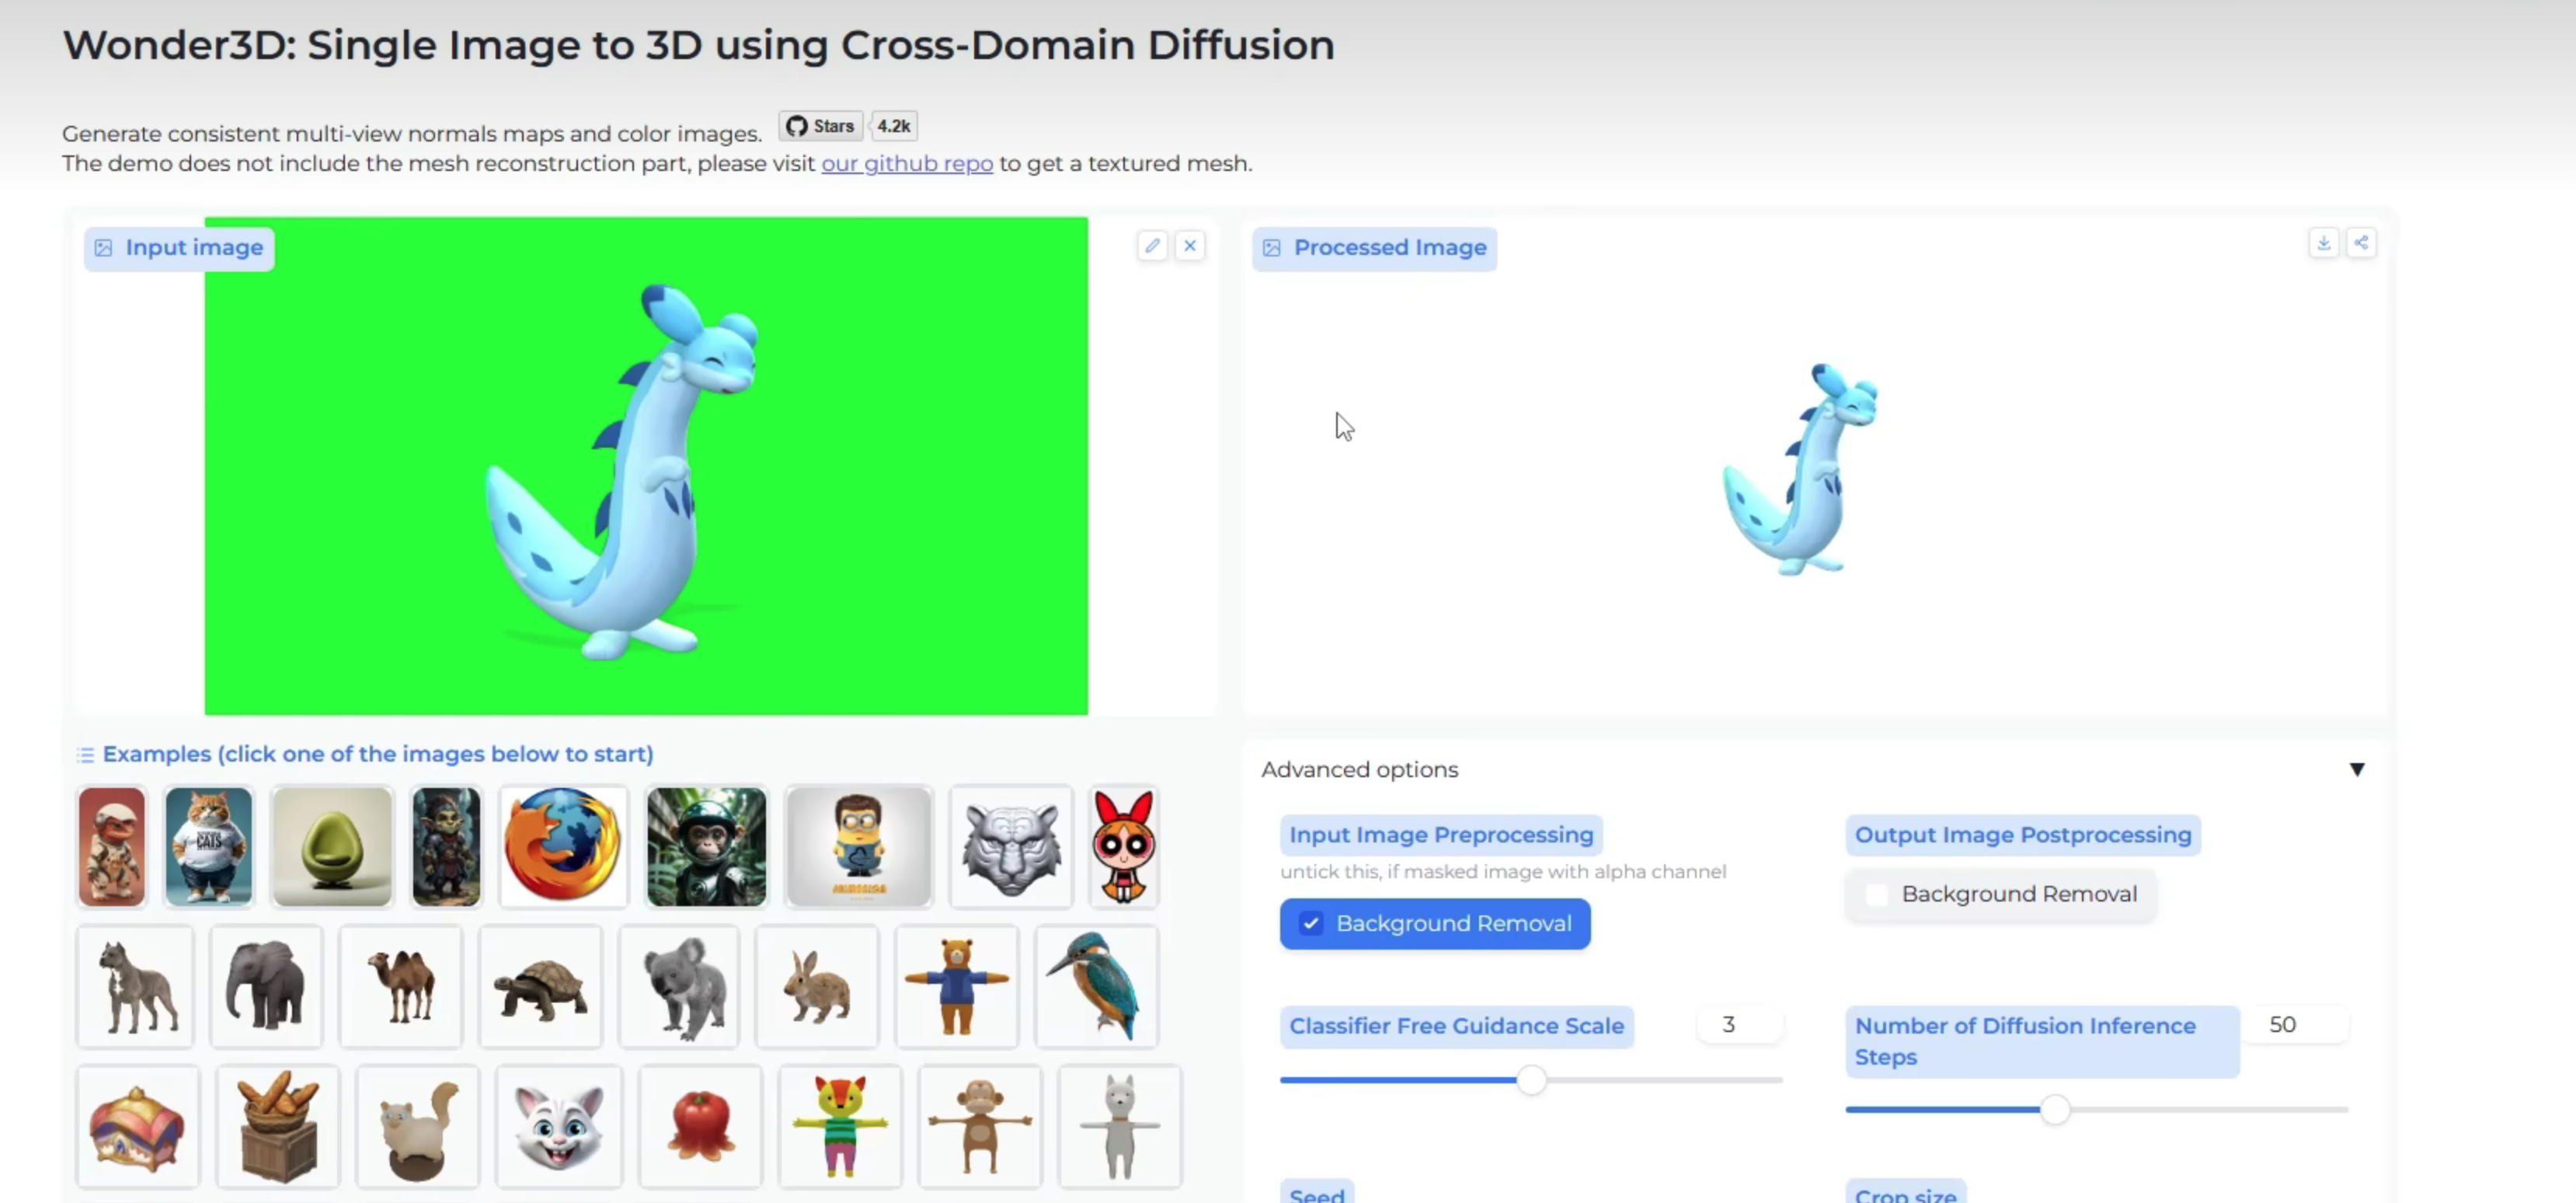 Wonder3D: Single Image to 3D using Cross-Domain Diffusion
Generate consistent multi-view normals maps and color images. Stars 4.2k
The demo does not include the mesh reconstruction part, please visit our github repo to get a textured mesh.
Input image
Processed Image
Examples (click one of the images below to start)
CATS
Advanced options
Input Image Preprocessing
untick this, if masked image with alpha channel
Background Removal
Output Image Postprocessing
Background Removal
Classifier Free Guidance Scale
3
Number of Diffusion Inference
Steps
50
Seed
Crop size